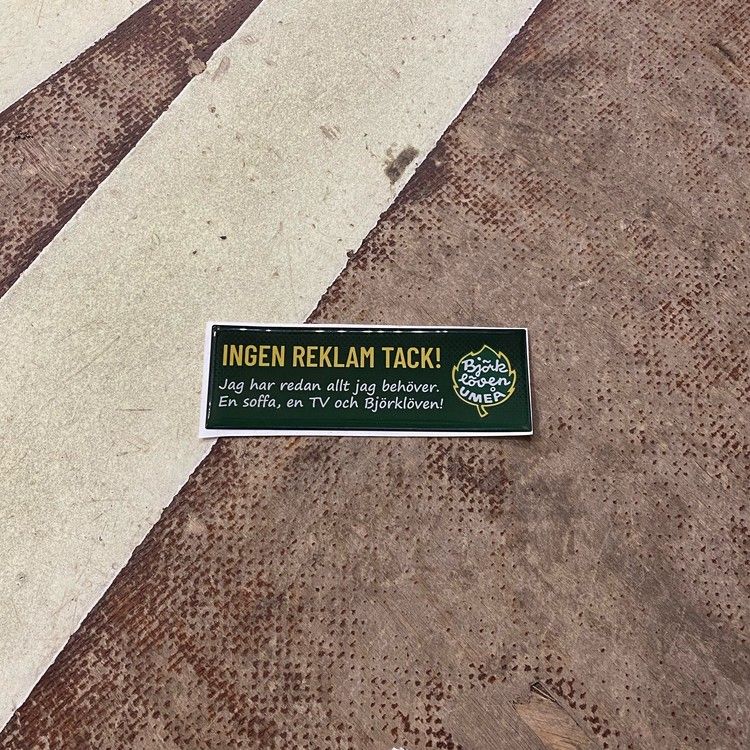 INGEN REKLAM TACK!
Jag har redan allt jag behöver.
En soffa, en TV och Björklöven!
Björk
löven
UMEÅ